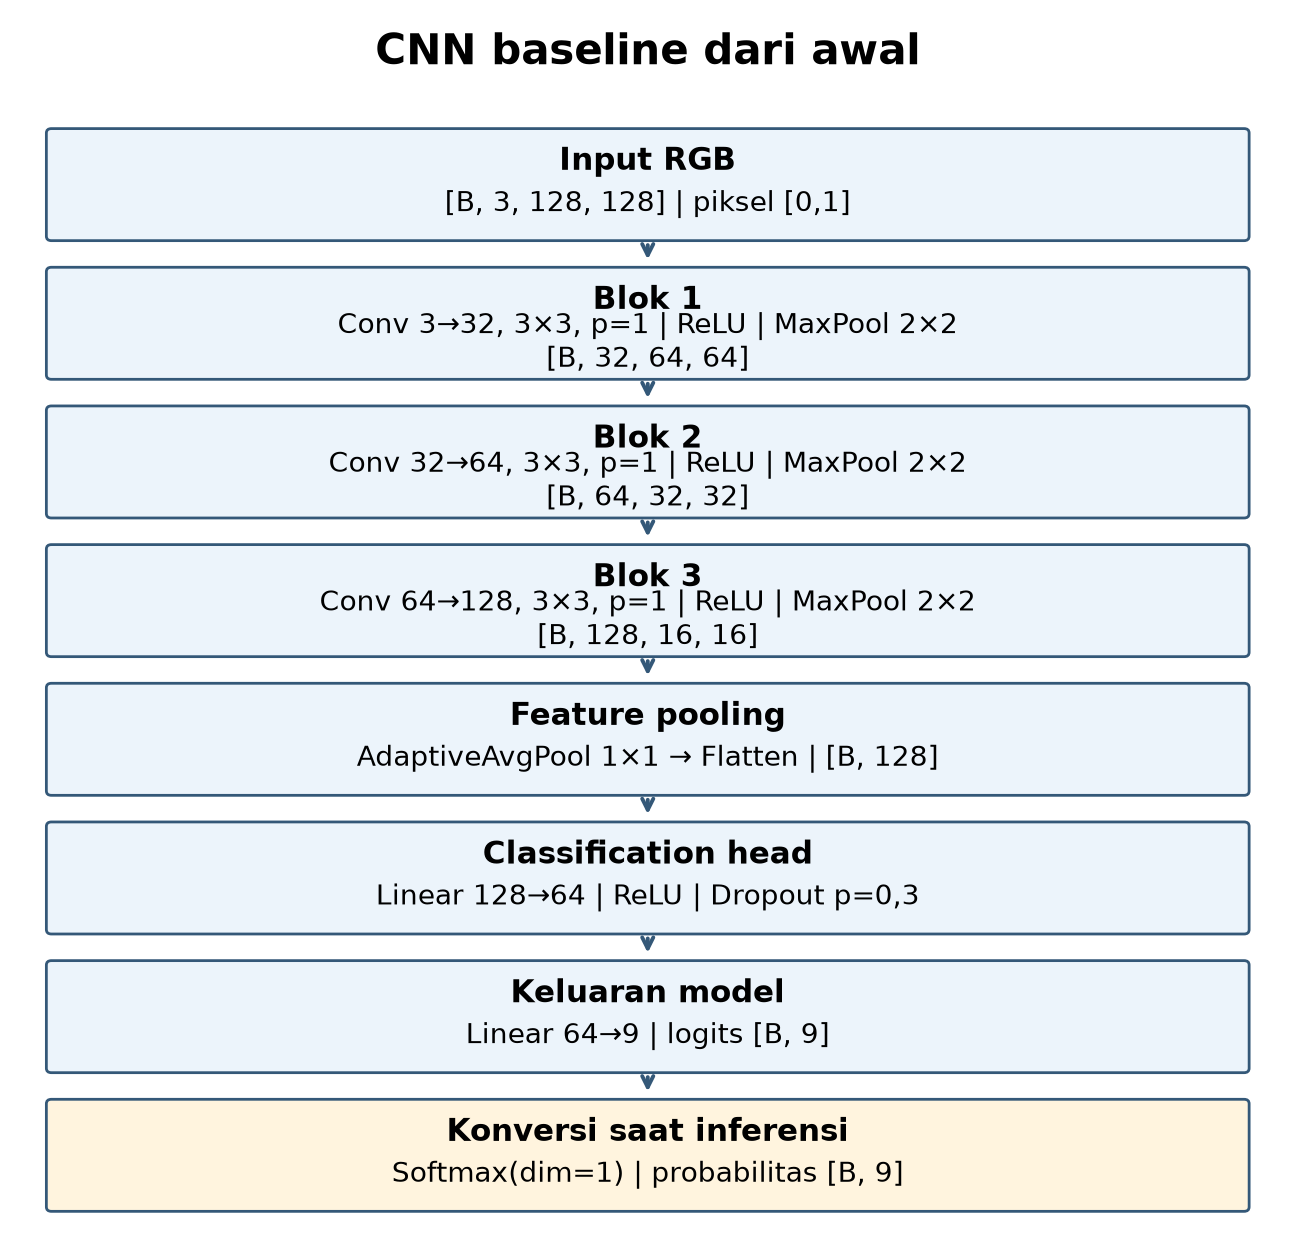 CNN baseline dari awal
Input RGB
[B, 3, 128, 128] | piksel [0,1]
Blok 1
Conv 3→32, 3×3, p=1 | ReLU | MaxPool 2×2
[B, 32, 64, 64]
Blok 2
Conv 32→64, 3×3, p=1 | ReLU | MaxPool 2×2
[B, 64, 32, 32]
Blok 3
Conv 64→128, 3×3, p=1 | ReLU | MaxPool 2×2
[B, 128, 16, 16]
Feature pooling
AdaptiveAvgPool 1×1 → Flatten | [B, 128]
Classification head
Linear 128→64 | ReLU | Dropout p=0,3
Keluaran model
Linear 64→9 | logits [B, 9]
Konversi saat inferensi
Softmax(dim=1) | probabilitas [B, 9]